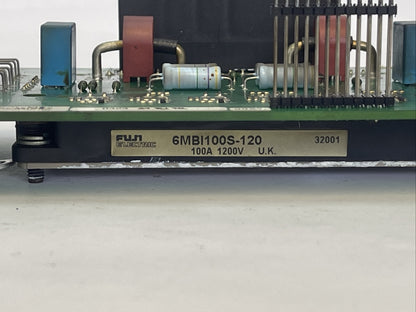 FUJI 6MBI100S-120 32001
ELECTRIC 100A 1200V U.K.